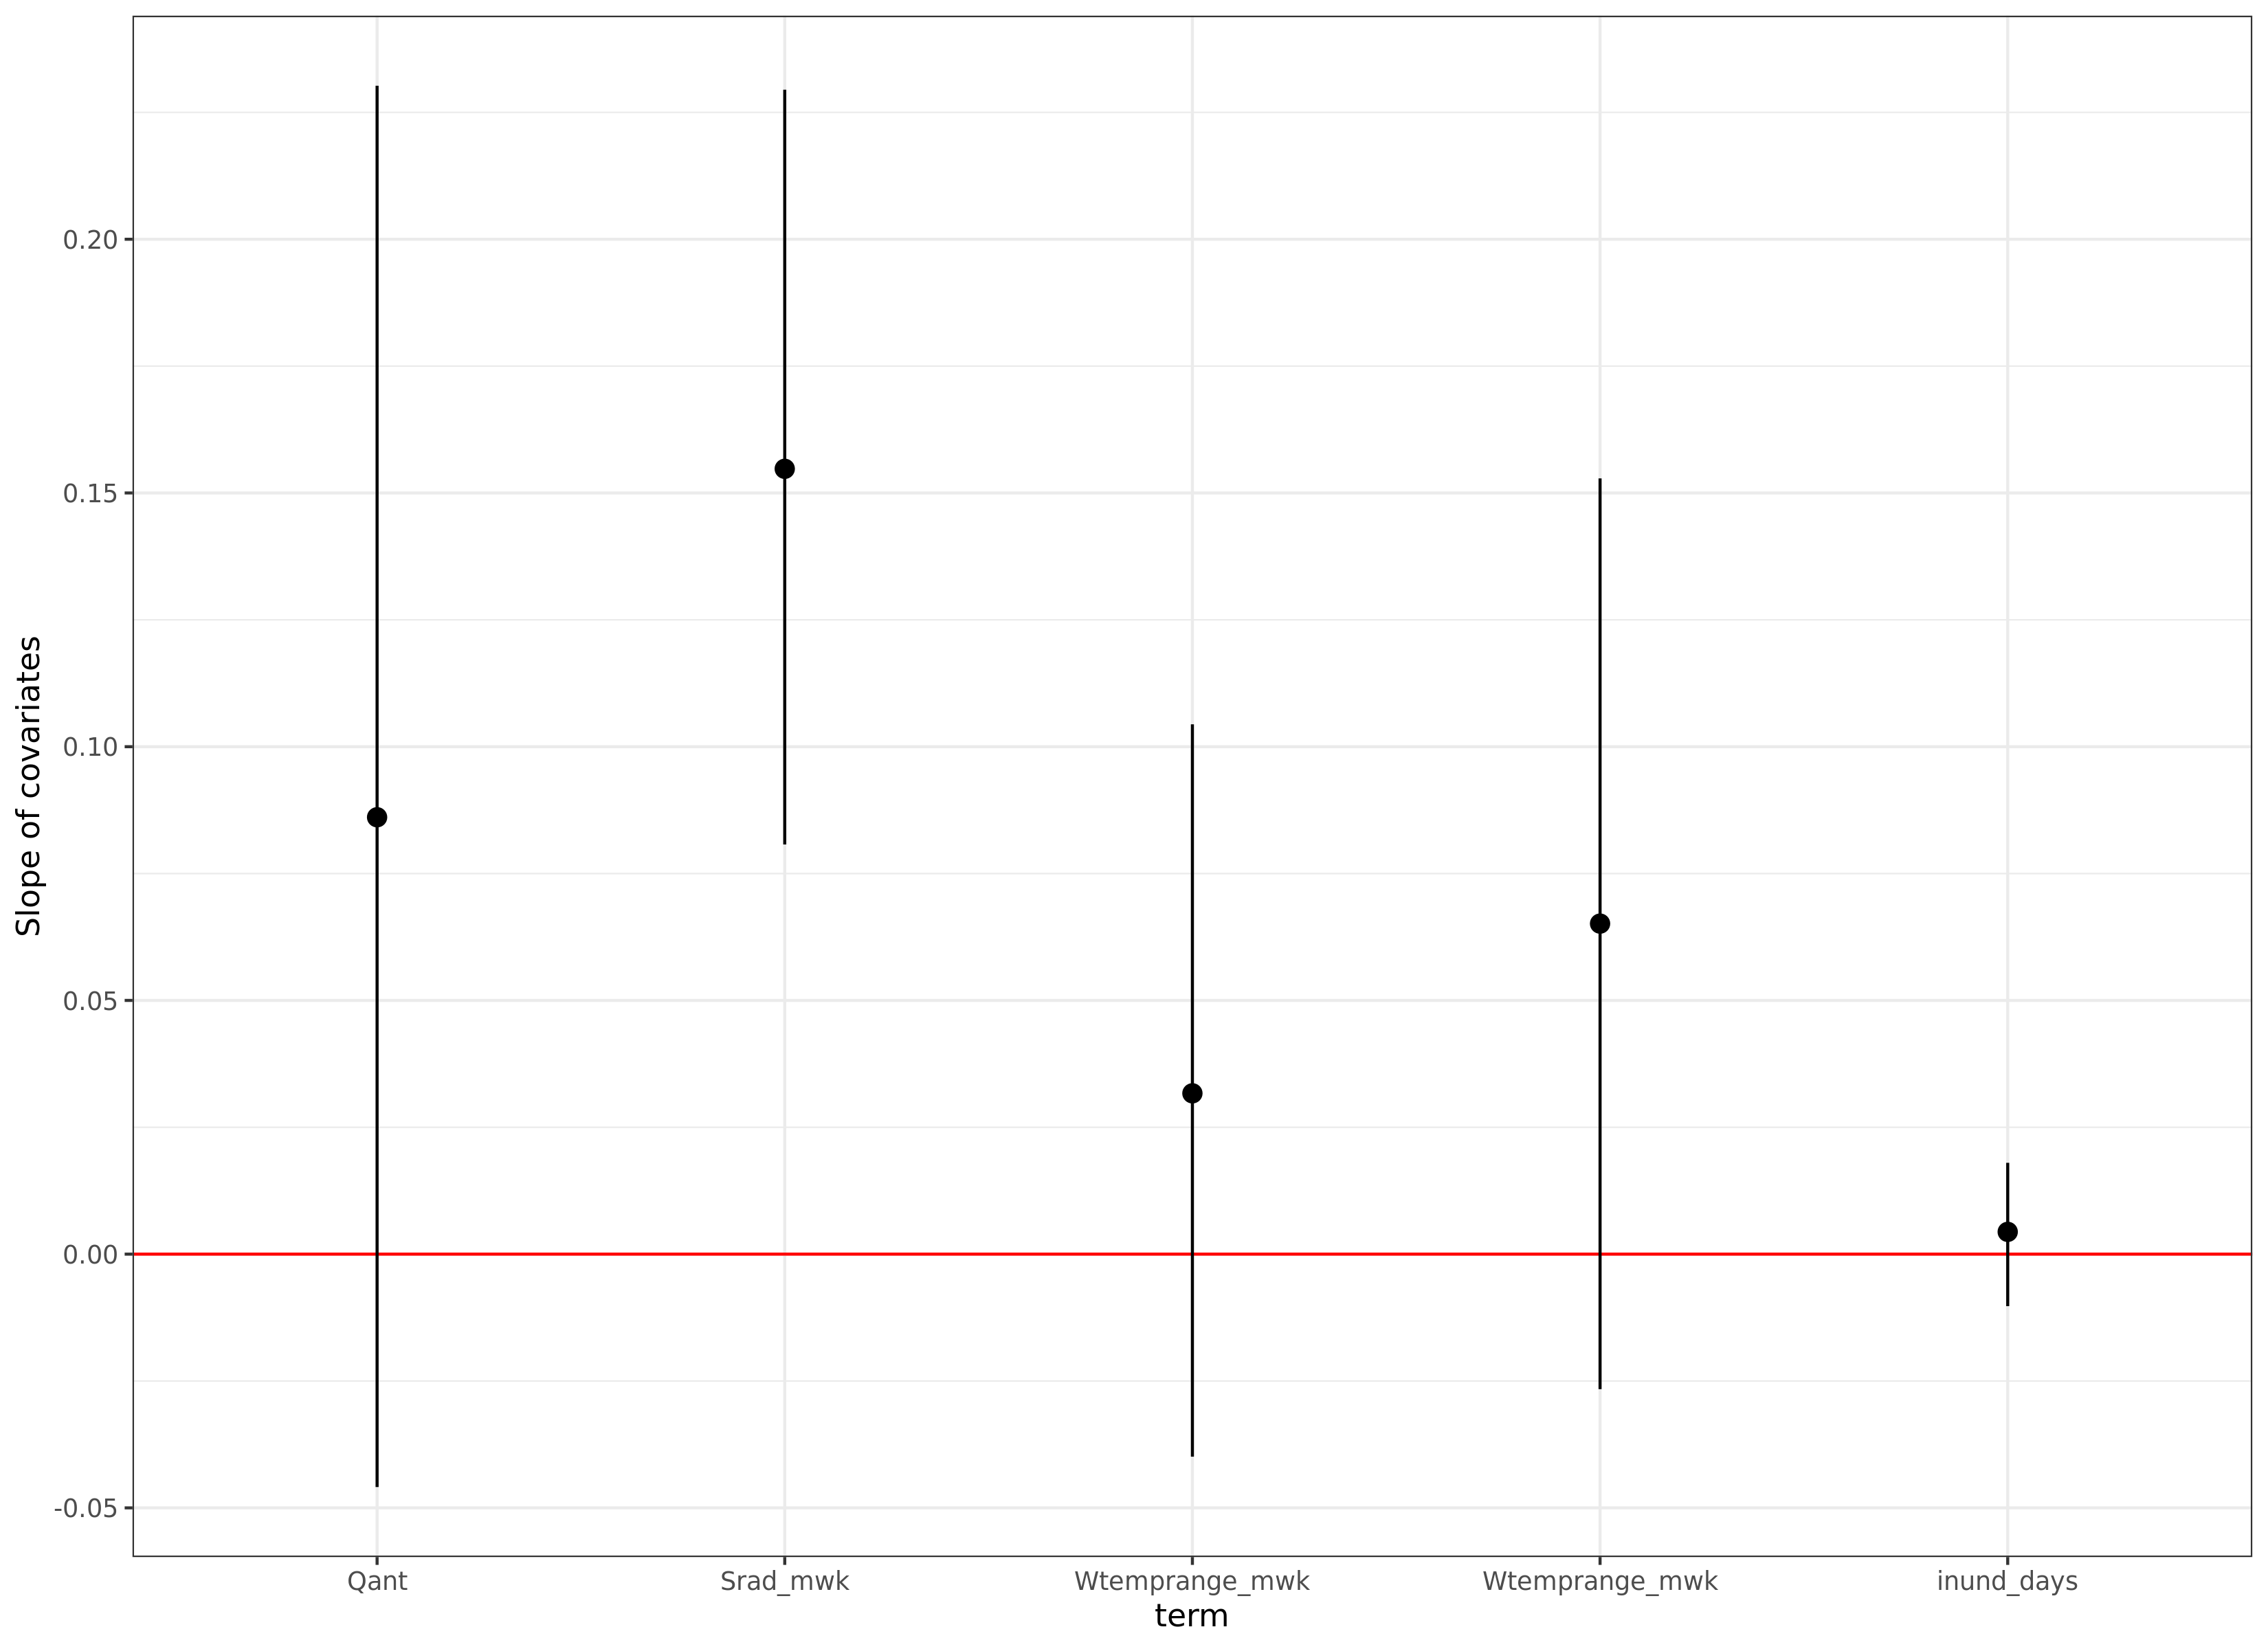 Slope of covariates
0.20
0.15
0.10
0.05
0.00
-0.05
Qant Srad_mwk Wtemprange_mwk Wtemprange_mwk inund_days
term